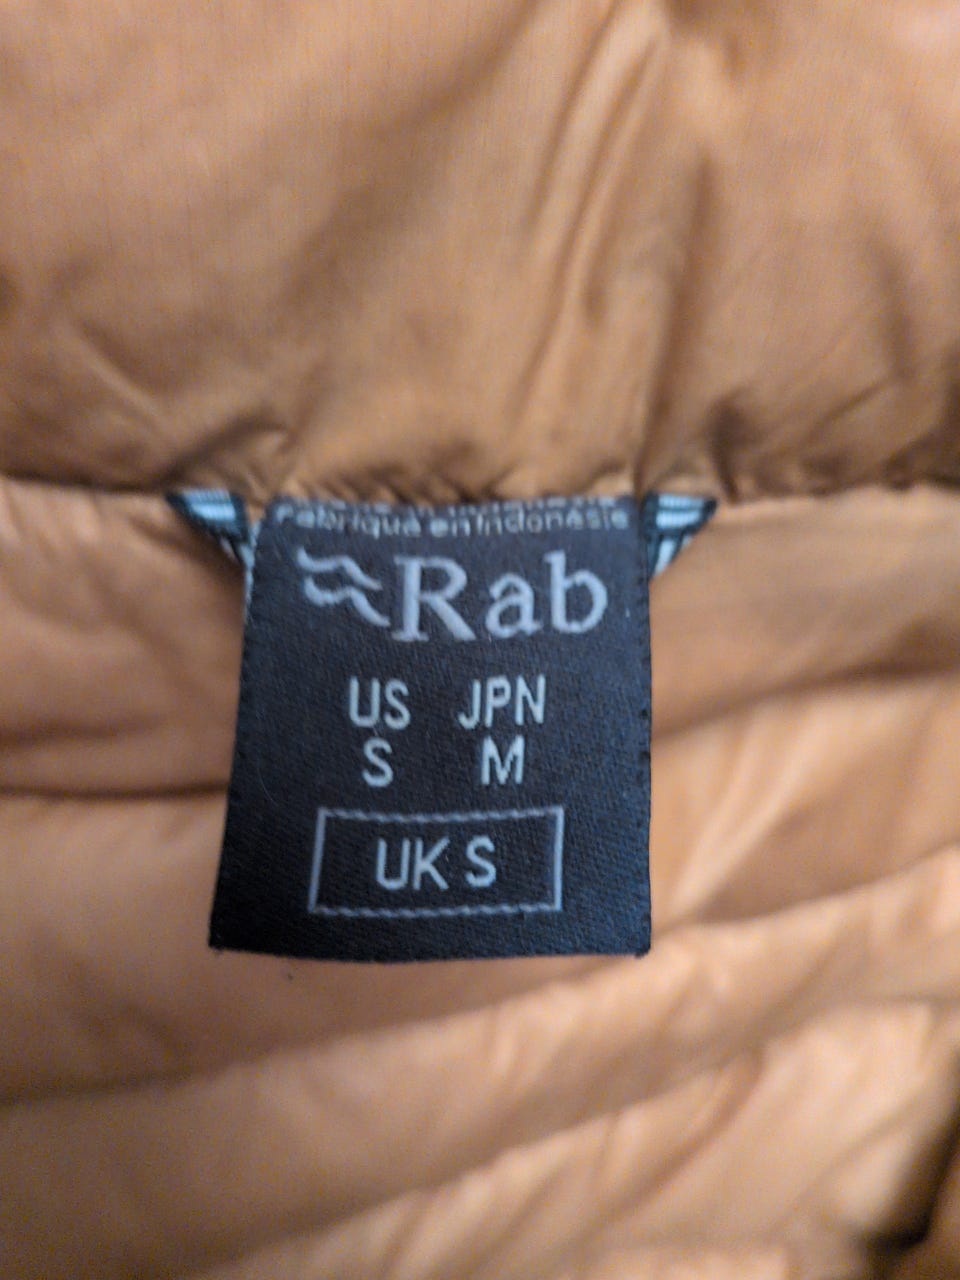 Fabriqué en Indonésie
Rab
US JPN
S M
UK S